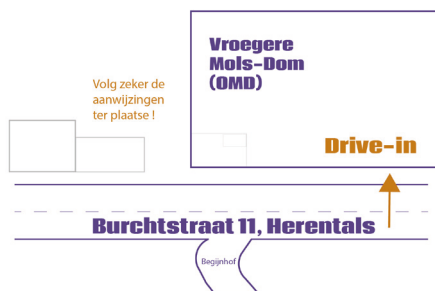 Vroegere
Mols-Dom
(OMD)
Volg zeker de
aanwijzingen
ter plaatse !
Drive-in
Burchtstraat 11, Herentals
Begijnhof